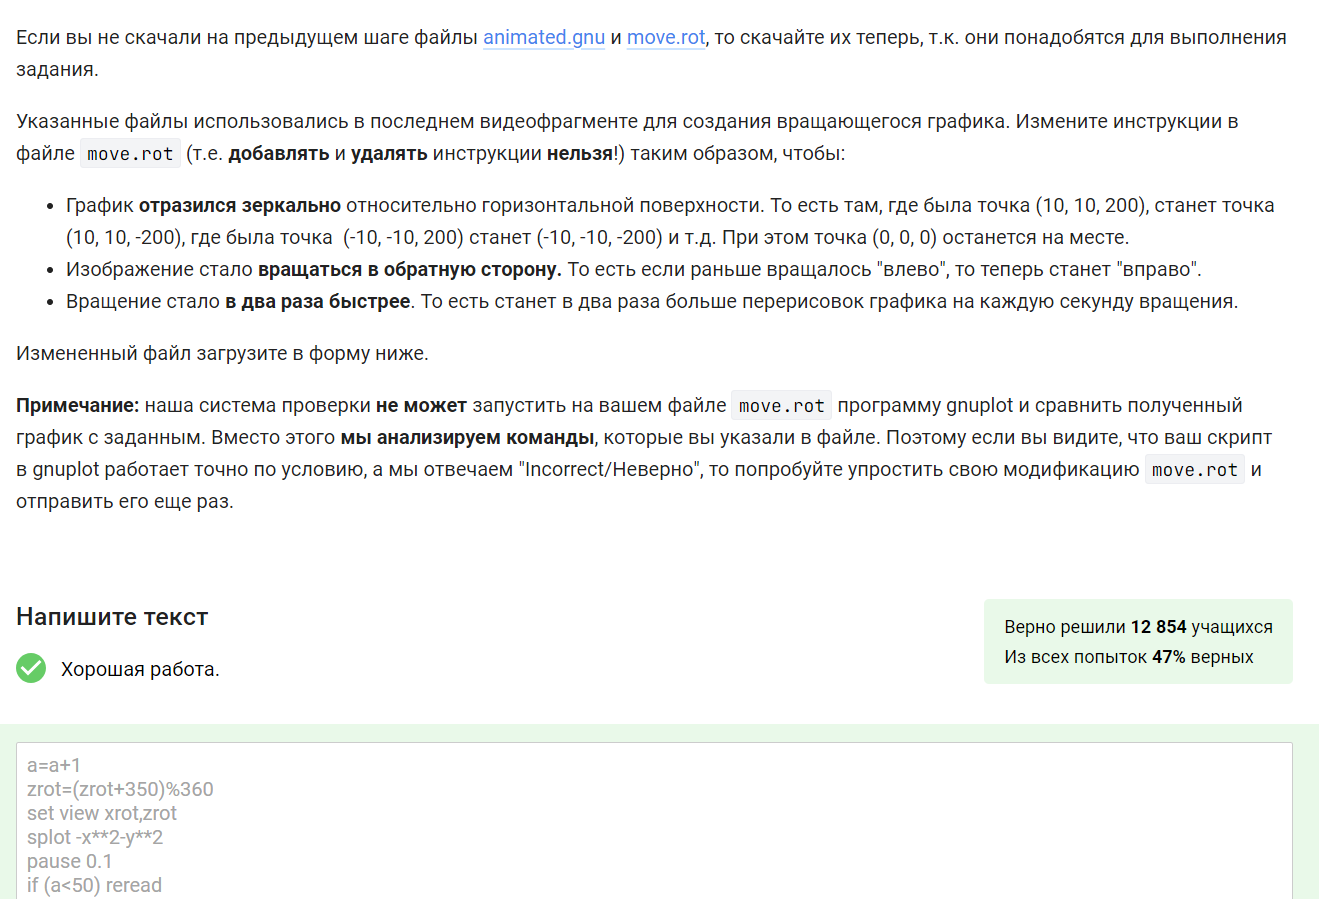 Если вы не скачали на предыдущем шаге файлы animated.gnu и move.rot, то скачайте их теперь, т.к. они понадобятся для выполнения
задания.
Указанные файлы использовались в последнем видеофрагменте для создания вращающегося графика. Измените инструкции в
файле move.rot (т.е. добавлять и удалять инструкции нельзя!) таким образом, чтобы:
• График отразился зеркально относительно горизонтальной поверхности. То есть там, где была точка (10, 10, 200), станет точка
(10, 10, -200), где была точка (-10, -10, 200) станет (-10, -10, -200) и т.д. При этом точка (0, 0, 0) останется на месте.
• Изображение стало вращаться в обратную сторону. То есть если раньше вращалось "влево", то теперь станет "вправо".
• Вращение стало в два раза быстрее. То есть станет в два раза больше перерисовок графика на каждую секунду вращения.
Измененный файл загрузите в форму ниже.
Примечание: наша система проверки не может запустить на вашем файле move.rot программу gnuplot и сравнить полученный
график с заданным. Вместо этого мы анализируем команды, которые вы указали в файле. Поэтому если вы видите, что ваш скрипт
в gnuplot работает точно по условию, а мы отвечаем "Incorrect/Неверно", то попробуйте упростить свою модификацию move.rot и
отправить его еще раз.
Напишите текст
Верно решили 12 854 учащихся
Из всех попыток 47% верных
Хорошая работа.
a=a+1
zrot=(zrot+350)%360
set view xrot,zrot
splot -x**2-y**2
pause 0.1
if (a<50) reread